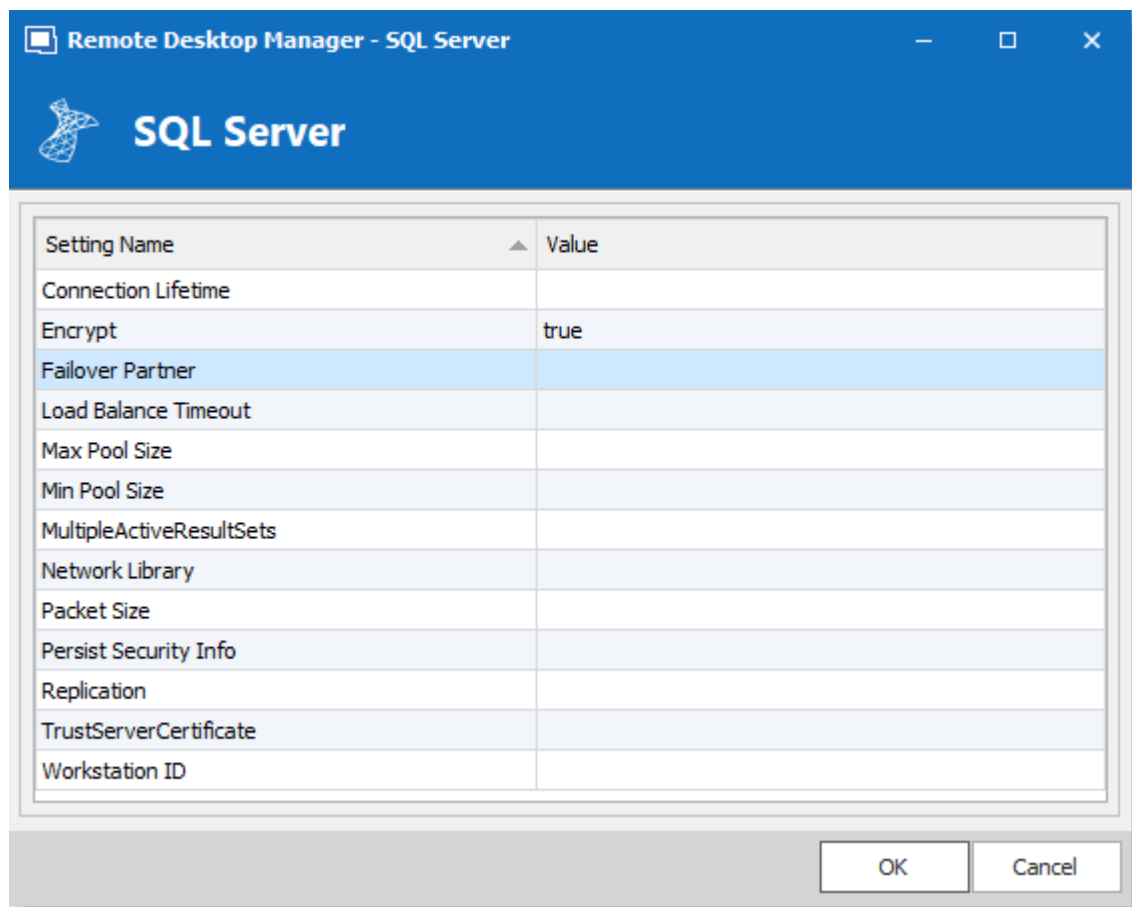 Remote Desktop Manager - SQL Server
SQL Server
Setting Name Value
Connection Lifetime
Encrypt true
Failover Partner
Load Balance Timeout
Max Pool Size
Min Pool Size
MultipleActiveResultSets
Network Library
Packet Size
Persist Security Info
Replication
TrustServerCertificate
Workstation ID
OK Cancel